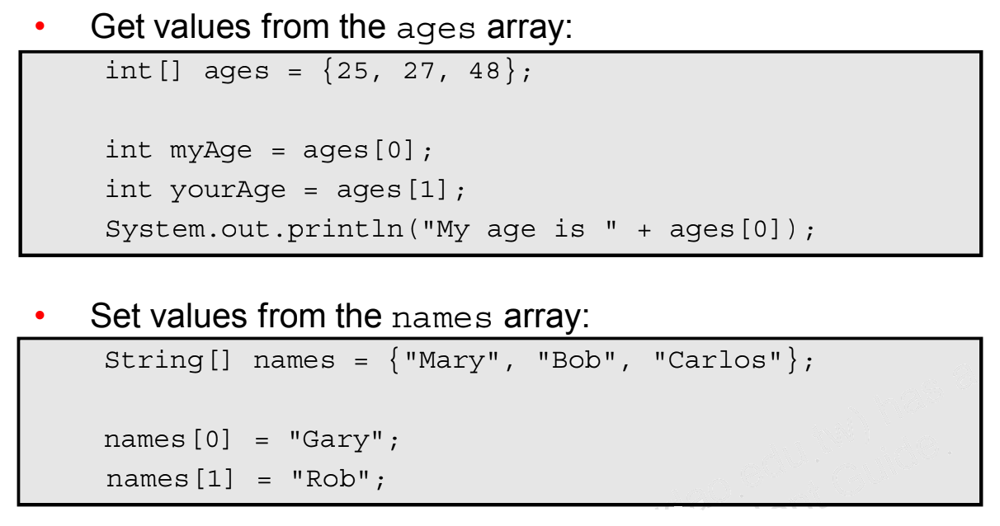 • Get values from the ages array:
int[] ages = {25, 27, 48};
int myAge = ages[0];
int yourAge = ages[1];
System.out.println("My age is " + ages[0]);
• Set values from the names array:
String[] names = {"Mary", "Bob", "Carlos"};
names[0] = "Gary";
names[1] = "Rob";